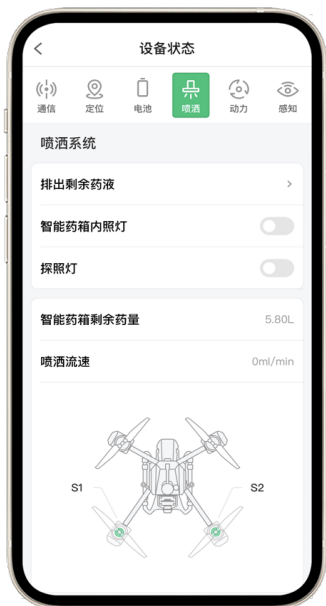 设备状态
通信 定位 电池 喷洒 动力 感知
喷洒系统
排出剩余药液
智能药箱内照灯
探照灯
智能药箱剩余药量 5.80L
喷洒流速 0ml/min
S1 S2